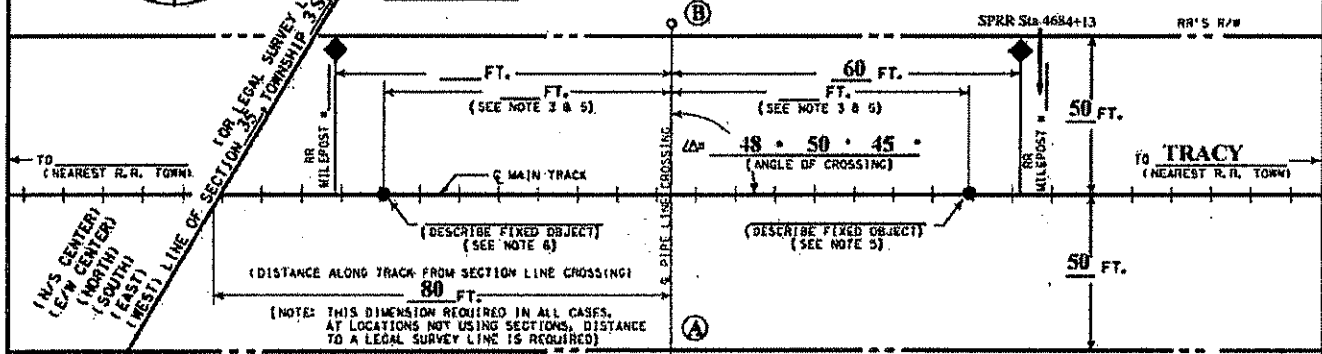 Ⓑ
SPRR Sta 4684+13
RR'S R/W
(OR LEGAL SURVEY L
(WEST) LINE OF SECTION 35, TOWNSHIP 3S
FT.
60 FT.
FT.
(SEE NOTE 3 & 5)
FT.
(SEE NOTE 3 & 5)
50 FT.
RR MILEPOST #
RR MILEPOST #
∠Δ= 48 ° 50 ' 45 "
(ANGLE OF CROSSING)
TO
(NEAREST R.R. TOWN)
TO TRACY
(NEAREST R.R. TOWN)
℄ MAIN TRACK
℄ PIPE LINE CROSSING
(DESCRIBE FIXED OBJECT)
(SEE NOTE 6)
(DESCRIBE FIXED OBJECT)
(SEE NOTE 5)
(N/S CENTER)
(E/W CENTER)
(NORTH)
(SOUTH)
(EAST)
(DISTANCE ALONG TRACK FROM SECTION LINE CROSSING)
80 FT.
50 FT.
[NOTE: THIS DIMENSION REQUIRED IN ALL CASES.
AT LOCATIONS NOT USING SECTIONS, DISTANCE
TO A LEGAL SURVEY LINE IS REQUIRED)
Ⓐ